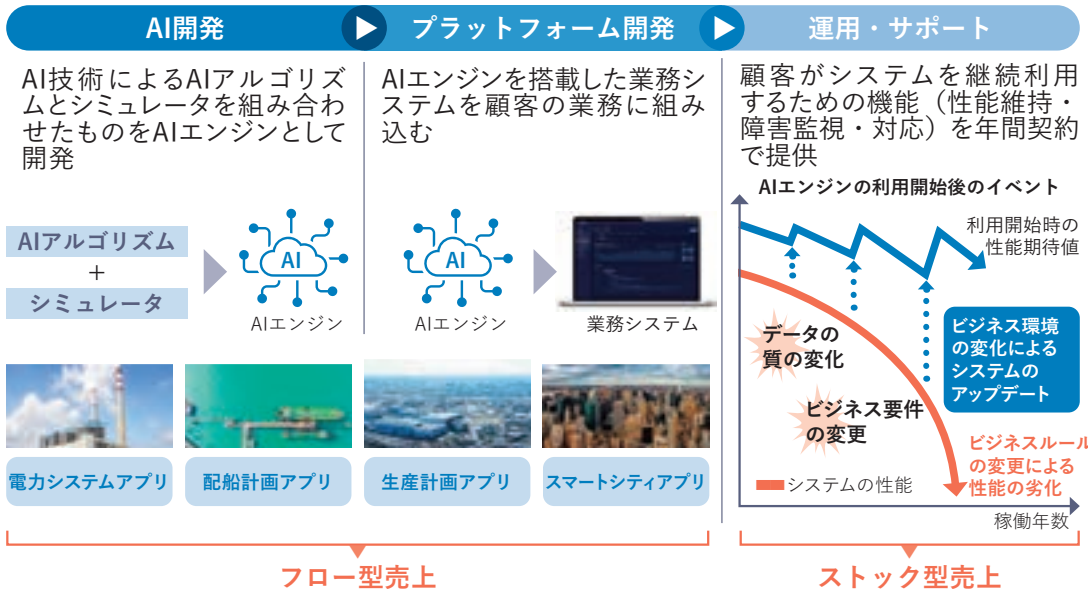 AI開発
プラットフォーム開発
運用・サポート
AI技術によるAIアルゴリズ
ムとシミュレータを組み合わ
せたものをAIエンジンとして
開発
AIエンジンを搭載した業務シ
ステムを顧客の業務に組み
込む
顧客がシステムを継続利用
するための機能（性能維持・
障害監視・対応）を年間契約
で提供
AIアルゴリズム
+
シミュレータ
AI
AIエンジン
AI
AIエンジン
業務システム
AIエンジンの利用開始後のイベント
利用開始時の
性能期待値
データの
質の変化
ビジネス要件
の変更
ビジネス環境
の変化による
システムの
アップデート
ビジネスルール
の変更による
性能の劣化
システムの性能
稼働年数
電力システムアプリ
配船計画アプリ
生産計画アプリ
スマートシティアプリ
フロー型売上
ストック型売上